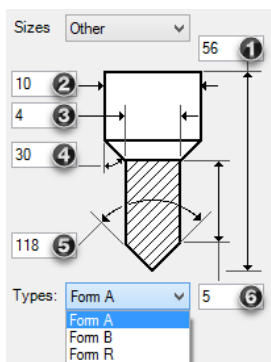 Sizes Other
56 1
10 2
4 3
30 4
118 5
Types: Form A 5 6
Form A
Form B
Form R